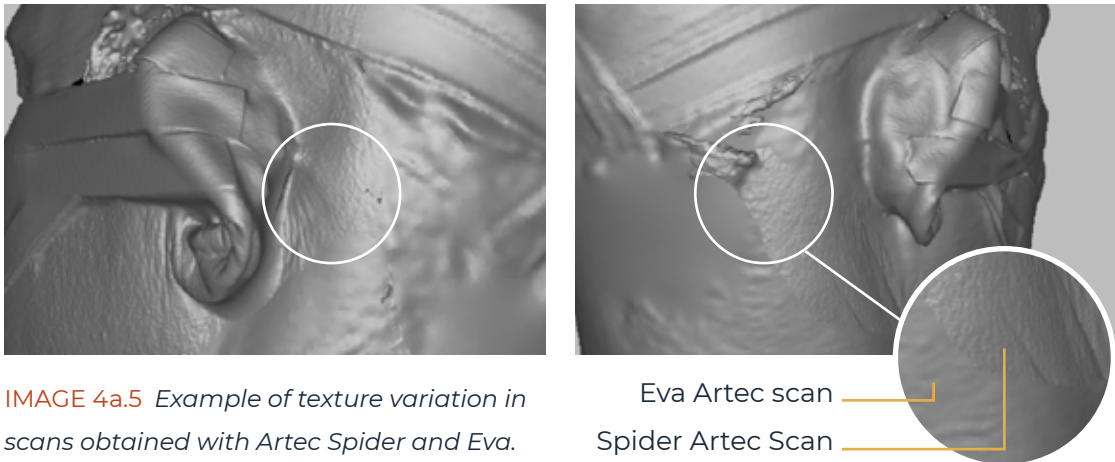 IMAGE 4a.5 Example of texture variation in
scans obtained with Artec Spider and Eva.
Eva Artec scan
Spider Artec Scan